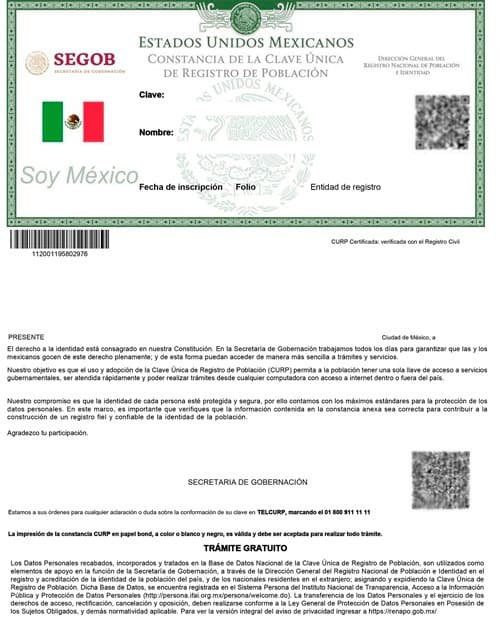 ESTADOS UNIDOS MEXICANOS
CONSTANCIA DE LA CLAVE ÚNICA
DE REGISTRO DE POBLACIÓN
SEGOB
SECRETARÍA DE GOBERNACIÓN
DIRECCIÓN GENERAL DEL
REGISTRO NACIONAL DE POBLACIÓN
E IDENTIDAD
Clave:
UNIDOS MEXICANOS
Nombre:
Soy México
Fecha de inscripción Folio Entidad de registro
112001195802976
CURP Certificada: verificada con el Registro Civil
PRESENTE Ciudad de México, a
El derecho a la identidad está consagrado en nuestra Constitución. En la Secretaría de Gobernación trabajamos todos los días para garantizar que las y los
mexicanos gocen de este derecho plenamente; y de esta forma puedan acceder de manera más sencilla a trámites y servicios.
Nuestro objetivo es que el uso y adopción de la Clave Única de Registro de Población (CURP) permita a la población tener una sola llave de acceso a servicios
gubernamentales, ser atendida rápidamente y poder realizar trámites desde cualquier computadora con acceso a internet dentro o fuera del país.
Nuestro compromiso es que la identidad de cada persona esté protegida y segura, por ello contamos con los máximos estándares para la protección de los
datos personales. En este marco, es importante que verifiques que la información contenida en la constancia anexa sea correcta para contribuir a la
construcción de un registro fiel y confiable de la identidad de la población.
Agradezco tu participación.
SECRETARIA DE GOBERNACIÓN
Estamos a sus órdenes para cualquier aclaración o duda sobre la conformación de su clave en TELCURP, marcando el 01 800 911 11 11
La impresión de la constancia CURP en papel bond, a color o blanco y negro, es válida y debe ser aceptada para realizar todo trámite.
TRÁMITE GRATUITO
Los Datos Personales recabados, incorporados y tratados en la Base de Datos Nacional de la Clave Única de Registro de Población, son utilizados como
elementos de apoyo en la función de la Secretaría de Gobernación, a través de la Dirección General del Registro Nacional de Población e Identidad en el
registro y acreditación de la identidad de la población del país, y de los nacionales residentes en el extranjero; asignando y expidiendo la Clave Única de
Registro de Población. Dicha Base de Datos, se encuentra registrada en el Sistema Persona del Instituto Nacional de Transparencia, Acceso a la Información
Pública y Protección de Datos Personales (http://persona.ifai.org.mx/persona/welcome.do). La transferencia de los Datos Personales y el ejercicio de los
derechos de acceso, rectificación, cancelación y oposición, deben realizarse conforme a la Ley General de Protección de Datos Personales en Posesión de
los Sujetos Obligados, y demás normatividad aplicable. Para ver la versión integral del aviso de privacidad ingresar a https://renapo.gob.mx/